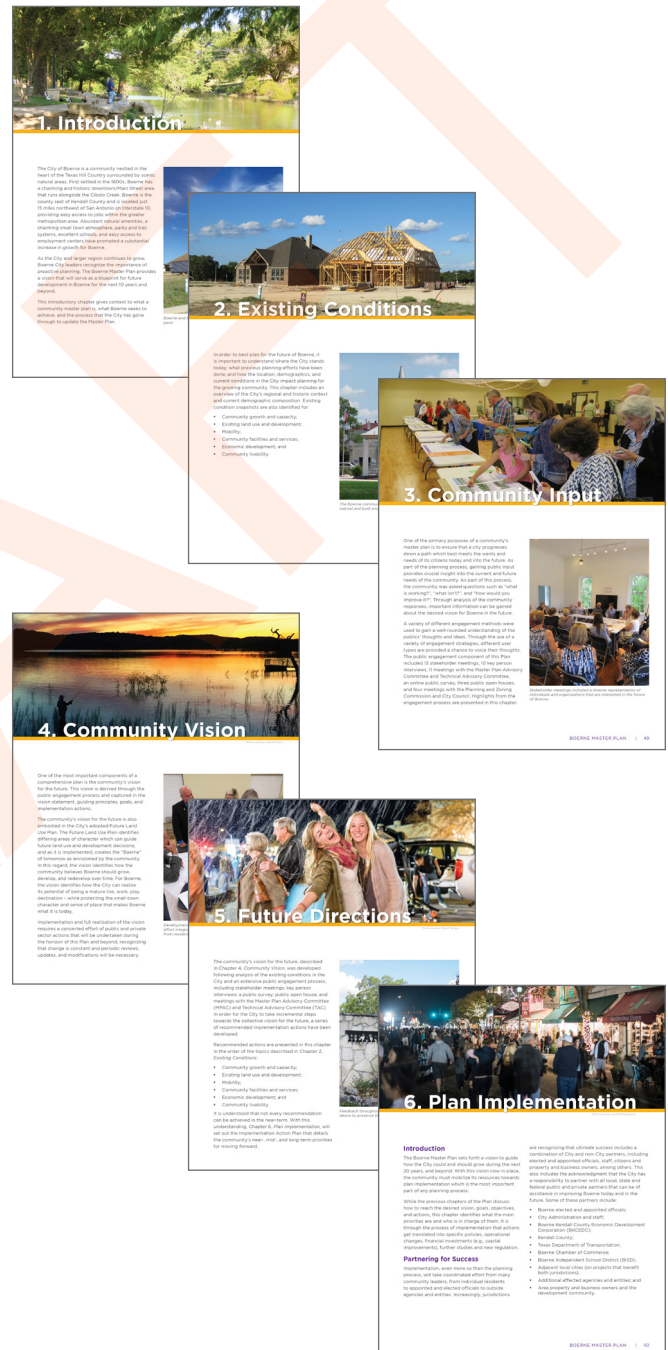 1. Introduction
The City of Boerne is a community nestled in the
heart of the Texas Hill Country surrounded by scenic
natural areas. First settled in the 1800s, Boerne has
a charming and historic downtown/Main Street area
that runs alongside the Cibolo Creek. Boerne is the
county seat of Kendall County and is located just
15 miles northwest of San Antonio on Interstate 10,
providing easy access to jobs within the greater
metropolitan area. Abundant natural amenities, a
charming small town atmosphere, parks and trail
systems, excellent schools, and easy access to
employment centers have prompted a substantial
increase in growth for Boerne.
As the City and larger region continues to grow,
Boerne City leaders recognize the importance of
proactive planning. The Boerne Master Plan provides
a vision that will serve as a blueprint for future
development in Boerne for the next 10 years and
beyond.
This introductory chapter gives context to what a
community master plan is, what Boerne seeks to
achieve, and the process that the City has gone
through to update the Master Plan.
Boerne and
pace
2. Existing Conditions
In order to best plan for the future of Boerne, it
is important to understand where the City stands
today; what previous planning efforts have been
done; and how the location, demographics, and
current conditions in the City impact planning for
the growing community. This chapter includes an
overview of the City's regional and historic context
and current demographic composition. Existing
condition snapshots are also identified for:
• Community growth and capacity;
• Existing land use and development;
• Mobility;
• Community facilities and services;
• Economic development; and
• Community livability.
The Boerne commun
natural and built env
3. Community Input
One of the primary purposes of a community's
master plan is to ensure that a city progresses
down a path which best meets the wants and
needs of its citizens today and into the future. As
part of the planning process, gaining public input
provides crucial insight into the current and future
needs of the community. As part of this process,
the community was asked questions such as "what
is working?", "what isn't?", and "how would you
improve it?". Through analysis of the community
responses, important information can be gained
about the desired vision for Boerne in the future.
A variety of different engagement methods were
used to gain a well-rounded understanding of the
publics' thoughts and ideas. Through the use of a
variety of engagement strategies, different user
types are provided a chance to voice their thoughts.
The public engagement component of this Plan
included 13 stakeholder meetings, 10 key person
interviews, 11 meetings with the Master Plan Advisory
Committee and Technical Advisory Committee,
an online public survey, three public open houses,
and four meetings with the Planning and Zoning
Commission and City Council. Highlights from the
engagement process are presented in this chapter.
Stakeholder meetings included a diverse representation of
individuals and organizations that are interested in the future
of Boerne.
BOERNE MASTER PLAN | 49
4. Community Vision
One of the most important components of a
comprehensive plan is the community's vision
for the future. This vision is derived through the
public engagement process and captured in the
vision statement, guiding principles, goals, and
implementation actions.
The community's vision for the future is also
embodied in the City's adopted Future Land
Use Plan. The Future Land Use Plan identifies
differing areas of character which can guide
future land use and development decisions;
and as it is implemented, creates the "Boerne"
of tomorrow as envisioned by the community.
In this regard, the vision identifies how the
community believes Boerne should grow,
develop, and redevelop over time. For Boerne,
the vision identifies how the City can realize
its potential of being a mature live, work, play
destination – while protecting the small-town
character and sense of place that makes Boerne
what it is today.
Implementation and full realization of the vision
requires a concerted effort of public and private
sector actions that will be undertaken during
the horizon of this Plan and beyond, recognizing
that change is constant and periodic reviews,
updates, and modifications will be necessary.
Development
effort integr
from residen
5. Future Directions
The community's vision for the future, described
in Chapter 4, Community Vision, was developed
following analysis of the existing conditions in the
City and an extensive public engagement process,
including stakeholder meetings; key person
interviews; a public survey; public open house; and
meetings with the Master Plan Advisory Committee
(MPAC) and Technical Advisory Committee (TAC).
In order for the City to take incremental steps
towards the collective vision for the future, a series
of recommended implementation actions have been
developed.
Recommended actions are presented in this chapter
in the order of the topics described in Chapter 2,
Existing Conditions:
• Community growth and capacity;
• Existing land use and development;
• Mobility;
• Community facilities and services;
• Economic development; and
• Community livability.
It is understood that not every recommendation
can be achieved in the near-term. With this
understanding, Chapter 6, Plan Implementation, will
set out the Implementation Action Plan that details
the community's near-, mid-, and long-term priorities
for moving forward.
HEAR
Feedback througho
desire to preserve th
6. Plan Implementation
Introduction
The Boerne Master Plan sets forth a vision to guide
how the City could and should grow during the next
20 years, and beyond. With this vision now in place,
the community must mobilize its resources towards
plan implementation which is the most important
part of any planning process.
While the previous chapters of the Plan discuss
how to reach the desired vision, goals, objectives,
and actions, this chapter identifies what the main
priorities are and who is in charge of them. It is
through the process of implementation that actions
get translated into specific policies, operational
changes, financial investments (e.g., capital
improvements), further studies and new regulation.
Partnering for Success
Implementation, even more so than the planning
process, will take coordinated effort from many
community leaders, from individual residents
to appointed and elected officials to outside
agencies and entities. Increasingly, jurisdictions
are recognizing that ultimate success includes a
combination of City and non-City partners, including
elected and appointed officials, staff, citizens and
property and business owners, among others. This
also includes the acknowledgment that the City has
a responsibility to partner with all local, state and
federal public and private partners that can be of
assistance in improving Boerne today and in the
future. Some of these partners include:
• Boerne elected and appointed officials;
• City Administration and staff;
• Boerne Kendall County Economic Development
Corporation (BKCEDC);
• Kendall County;
• Texas Department of Transportation;
• Boerne Chamber of Commerce;
• Boerne Independent School District (BISD);
• Adjacent local cities (on projects that benefit
both jurisdictions);
• Additional affected agencies and entities; and
• Area property and business owners and the
development community.
BOERNE MASTER PLAN | 151